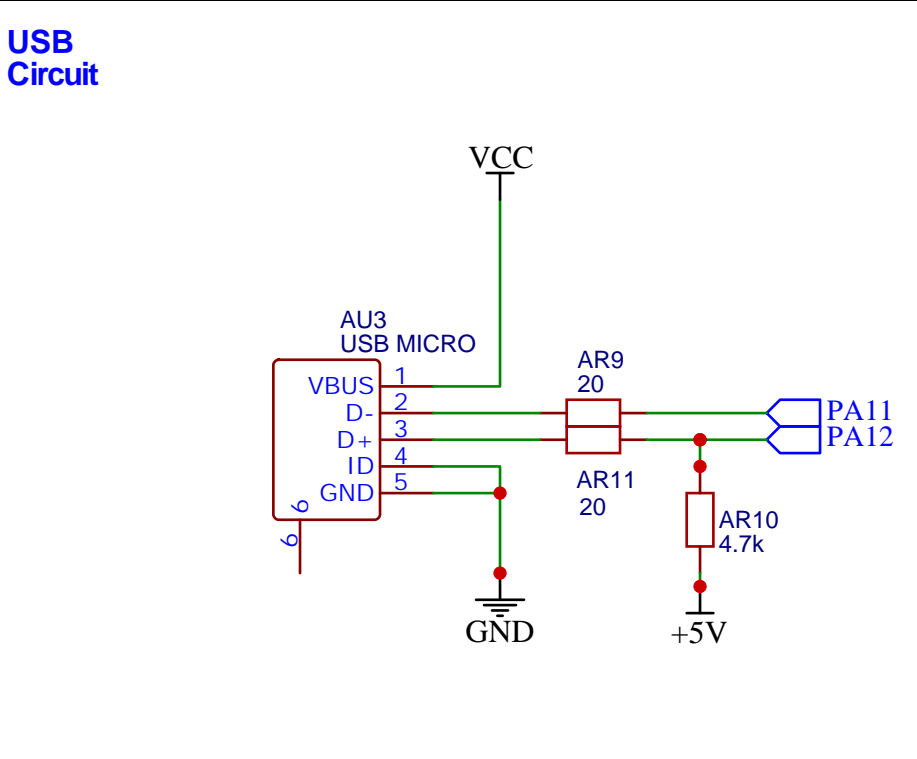 USB
Circuit
VCC
AU3
USB MICRO
VBUS 1
D- 2
D+ 3
ID 4
GND 5
6
6
AR9
20
PA11
PA12
AR11
20
AR10
4.7k
GND
+5V